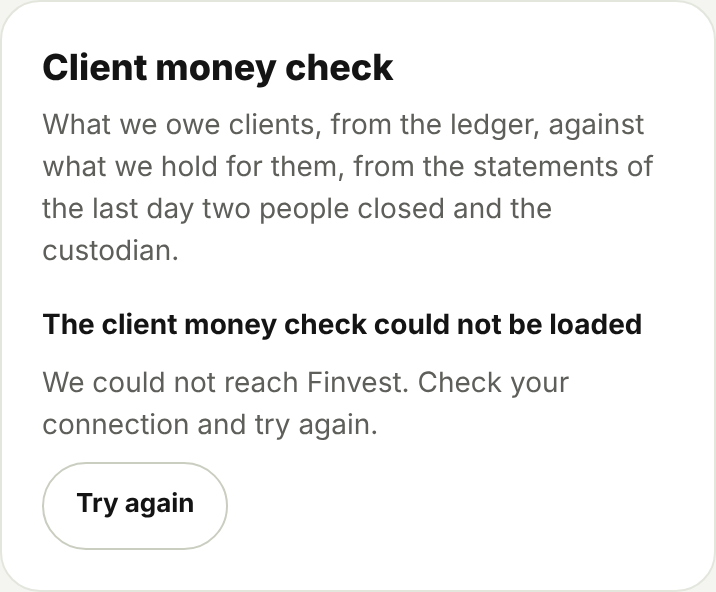 Client money check
What we owe clients, from the ledger, against
what we hold for them, from the statements of
the last day two people closed and the
custodian.
The client money check could not be loaded
We could not reach Finvest. Check your
connection and try again.
Try again